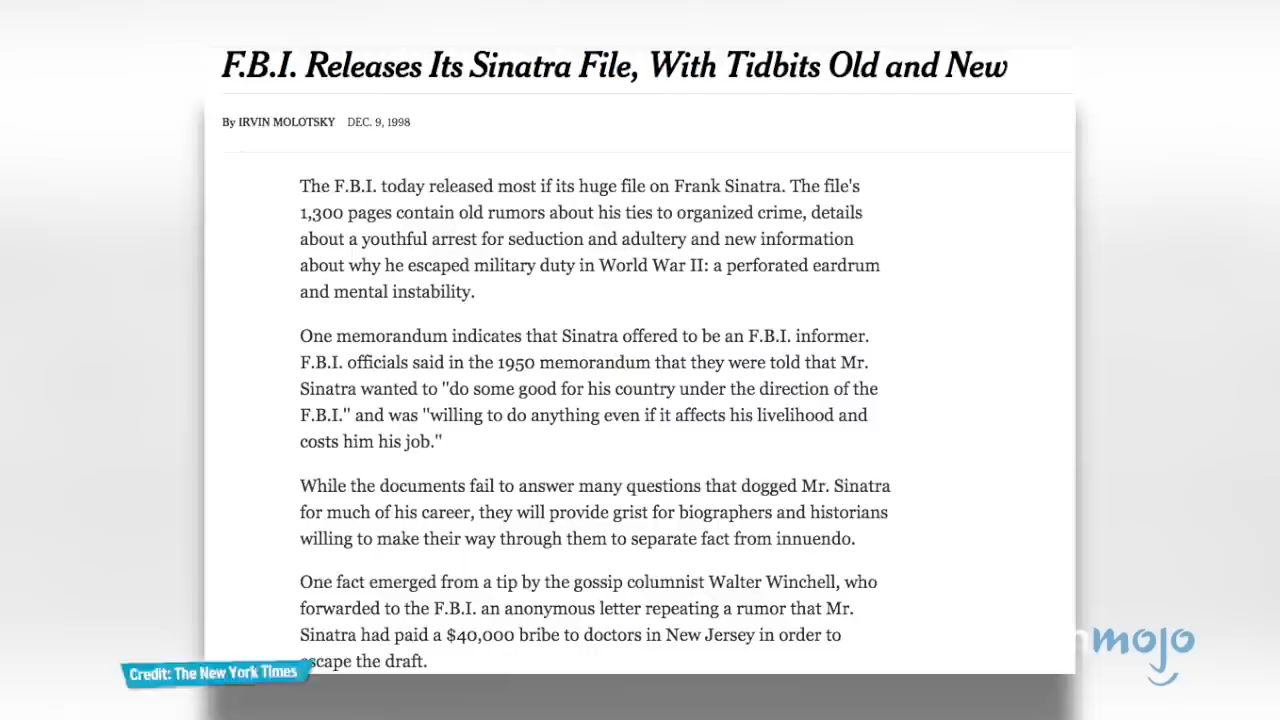 F.B.I. Releases Its Sinatra File, With Tidbits Old and New
By IRVIN MOLOTSKY DEC. 9, 1998
The F.B.I. today released most if its huge file on Frank Sinatra. The file's
1,300 pages contain old rumors about his ties to organized crime, details
about a youthful arrest for seduction and adultery and new information
about why he escaped military duty in World War II: a perforated eardrum
and mental instability.
One memorandum indicates that Sinatra offered to be an F.B.I. informer.
F.B.I. officials said in the 1950 memorandum that they were told that Mr.
Sinatra wanted to "do some good for his country under the direction of the
F.B.I." and was "willing to do anything even if it affects his livelihood and
costs him his job."
While the documents fail to answer many questions that dogged Mr. Sinatra
for much of his career, they will provide grist for biographers and historians
willing to make their way through them to separate fact from innuendo.
One fact emerged from a tip by the gossip columnist Walter Winchell, who
forwarded to the F.B.I. an anonymous letter repeating a rumor that Mr.
Sinatra had paid a $40,000 bribe to doctors in New Jersey in order to
escape the draft.
Credit: The New York Times
mojo